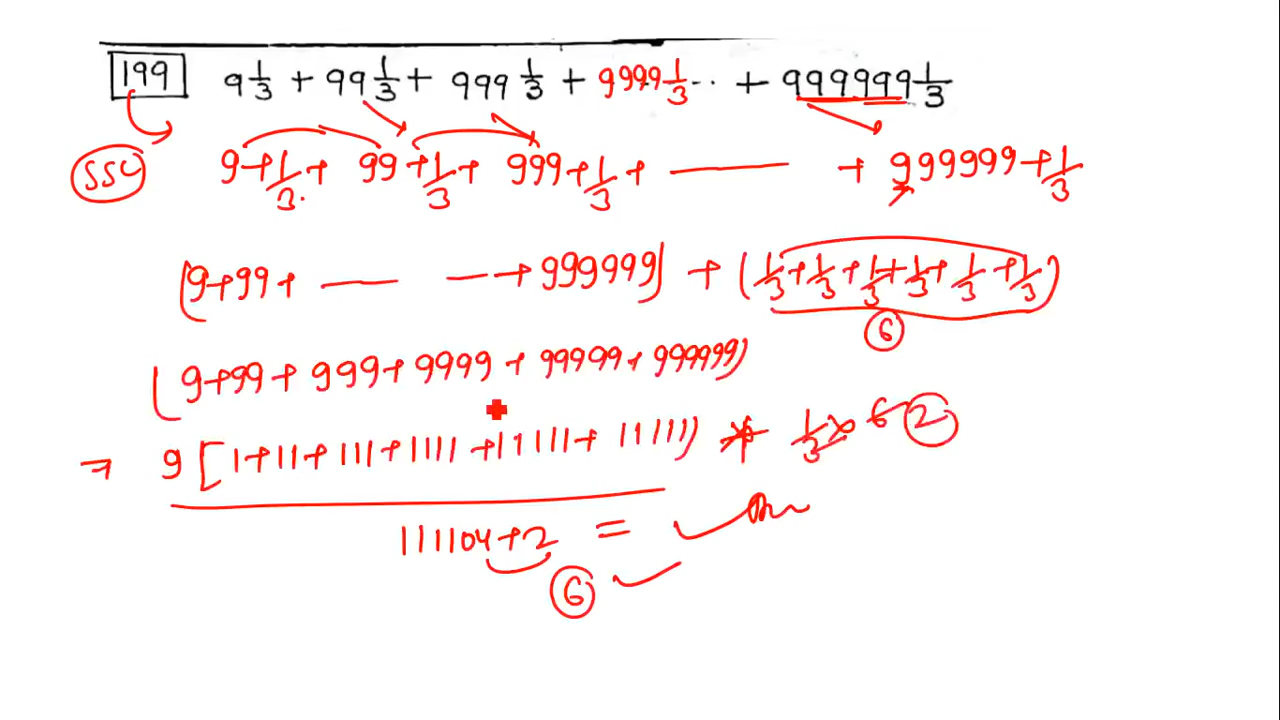 199 9 1/3 + 99 1/3 + 999 1/3 + 9999 1/3 .. + 999999 1/3
SSC 9 + 1/3 + 99 + 1/3 + 999 + 1/3 + —— + 999999 + 1/3
(9+99+ —— — + 999999) + (1/3 + 1/3 + 1/3 + 1/3 + 1/3 + 1/3)
6
(9+99+999+9999+99999+999999)
⇒ 9[1+11+111+1111+11111+11111) + 1/3 × 6 2
111104+2 = Ans
6